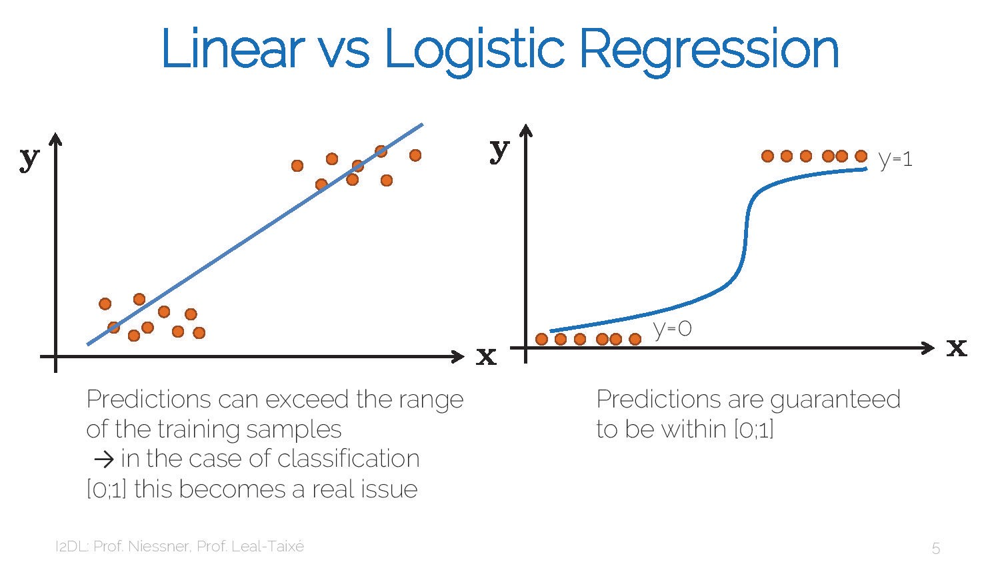 Linear vs Logistic Regression
y
x
Predictions can exceed the range
of the training samples
→ in the case of classification
[0;1] this becomes a real issue
y
y=1
y=0
x
Predictions are guaranteed
to be within [0;1]
I2DL: Prof. Niessner, Prof. Leal-Taixé
5